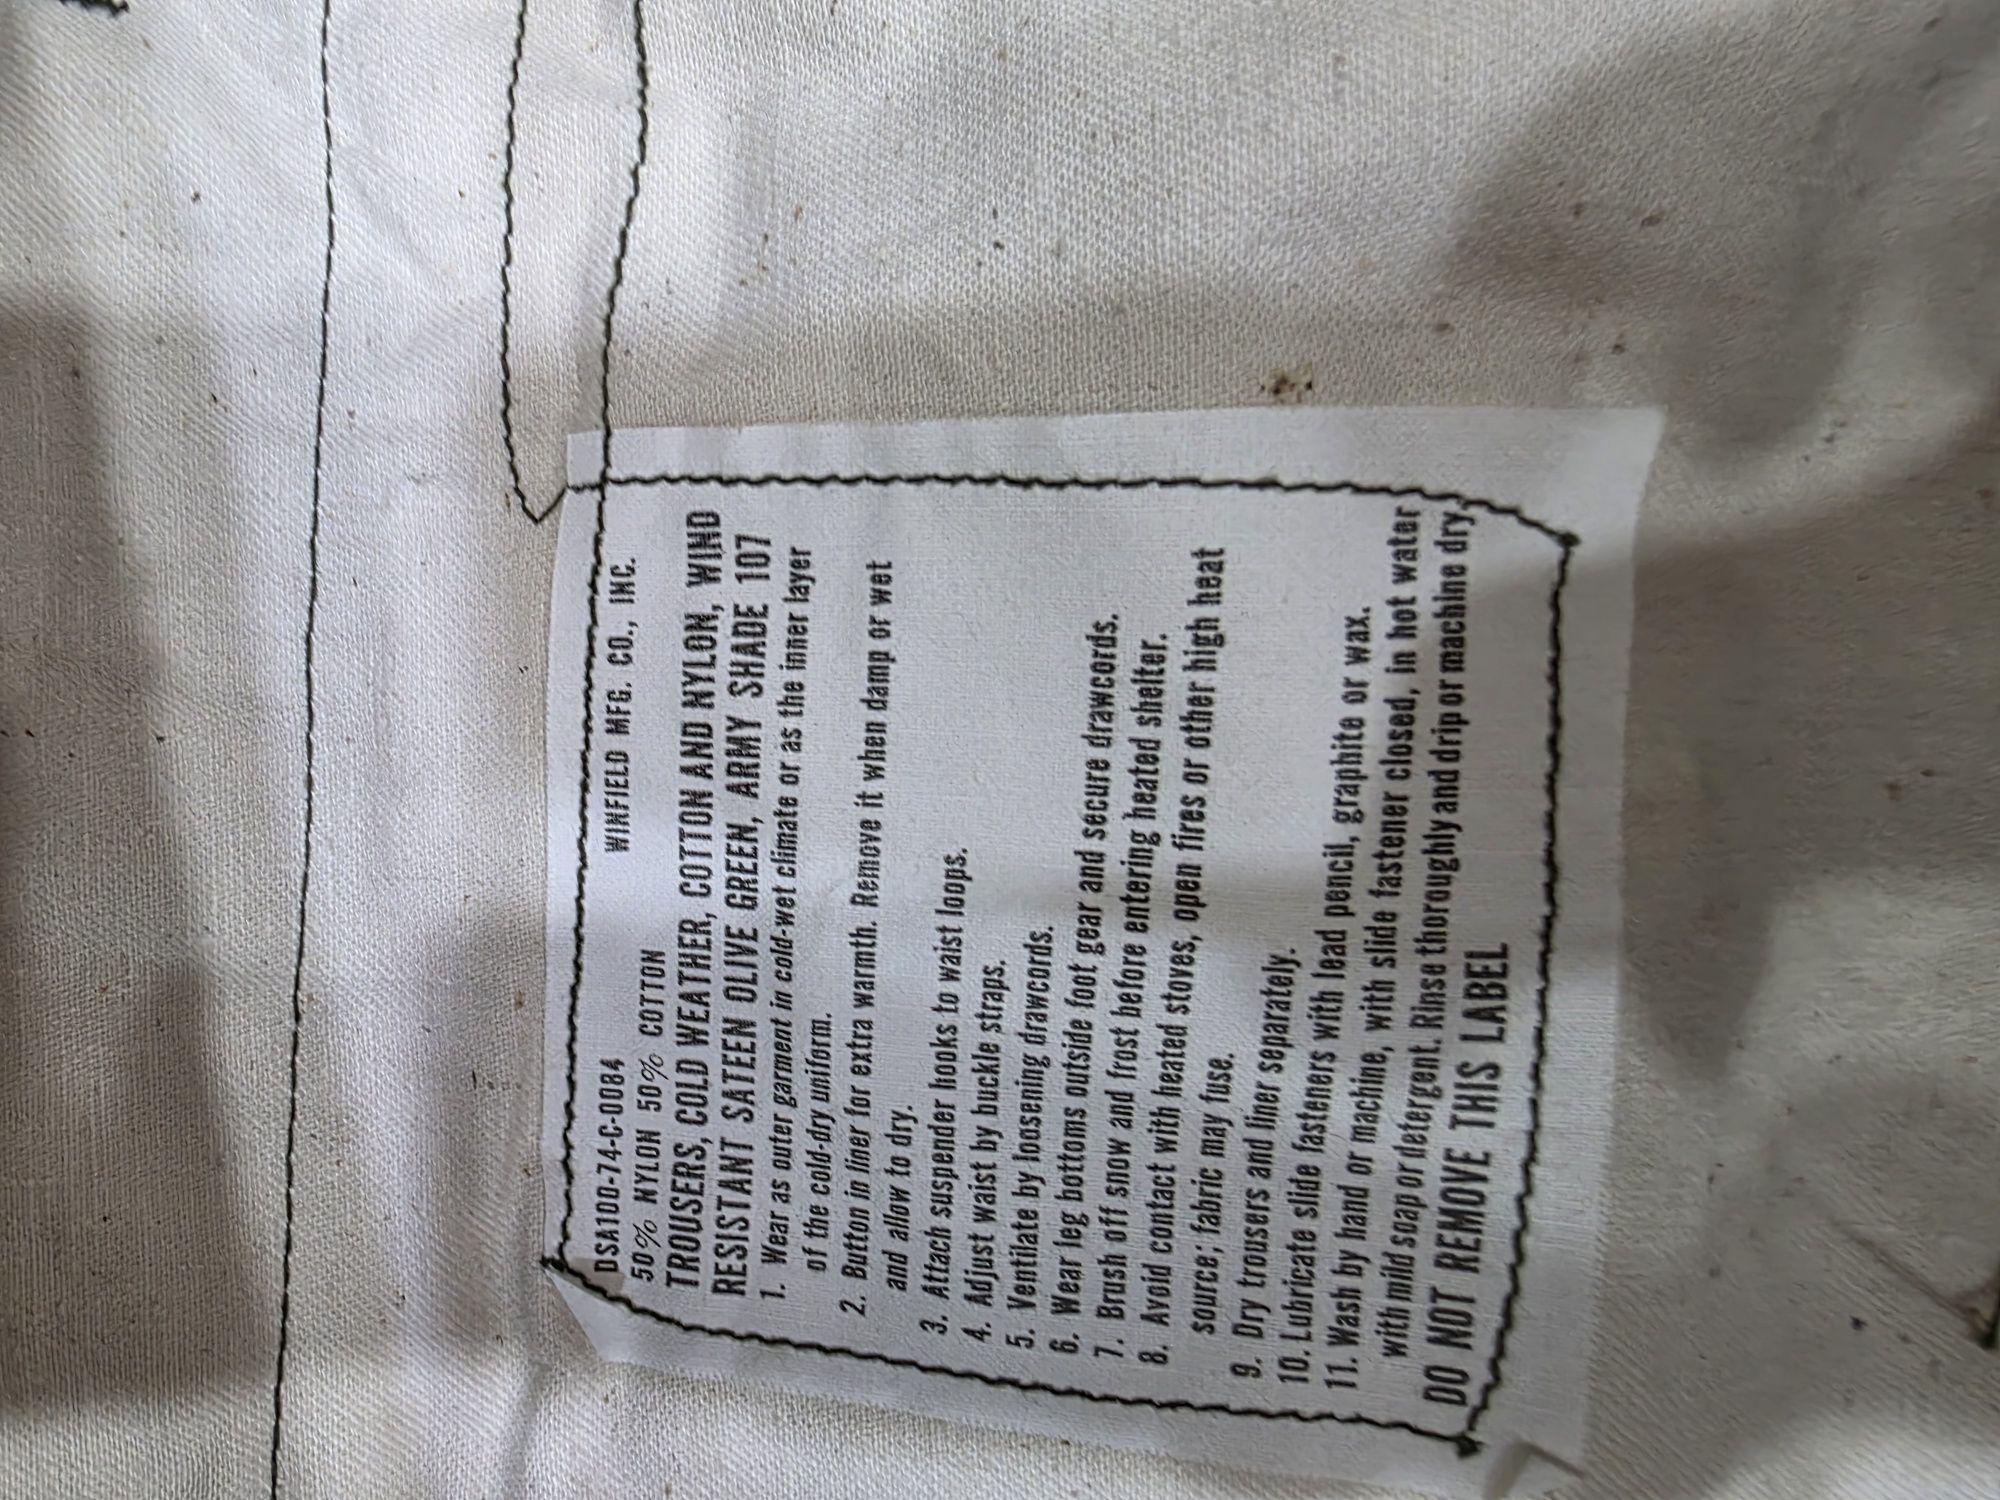 DSA100-74-C-0084 WINFIELD MFG. CO., INC.
50% NYLON 50% COTTON
TROUSERS, COLD WEATHER, COTTON AND NYLON, WIND
RESISTANT SATEEN OLIVE GREEN, ARMY SHADE 107
1. Wear as outer garment in cold-wet climate or as the inner layer
of the cold-dry uniform.
2. Button in liner for extra warmth. Remove it when damp or wet
and allow to dry.
3. Attach suspender hooks to waist loops.
4. Adjust waist by buckle straps.
5. Ventilate by loosening drawcords.
6. Wear leg bottoms outside foot gear and secure drawcords.
7. Brush off snow and frost before entering heated shelter.
8. Avoid contact with heated stoves, open fires or other high heat
source; fabric may fuse.
9. Dry trousers and liner separately.
10. Lubricate slide fasteners with lead pencil, graphite or wax.
11. Wash by hand or machine, with slide fastener closed, in hot water
with mild soap or detergent. Rinse thoroughly and drip or machine dry.
DO NOT REMOVE THIS LABEL